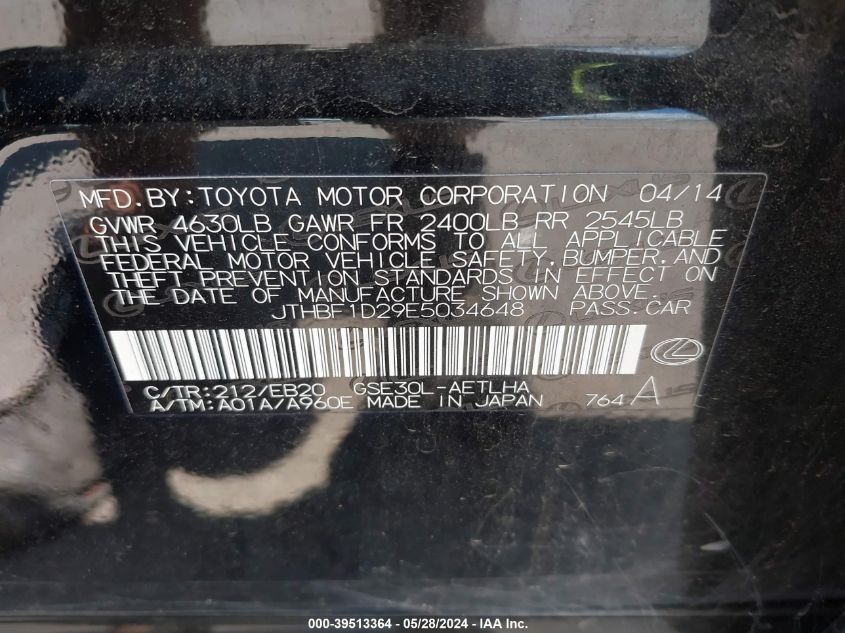 MFD. BY: TOYOTA MOTOR CORPORATION 04/14
GVWR 4630LB GAWR FR 2400LB RR 2545LB
THIS VEHICLE CONFORMS TO ALL APPLICABLE
FEDERAL MOTOR VEHICLE SAFETY, BUMPER, AND
THEFT PREVENTION STANDARDS IN EFFECT ON
THE DATE OF MANUFACTURE SHOWN ABOVE.
JTHBF1D29E5034648 PASS. CAR
C/TR: 212/EB20 GSE30L-AETLHA
A/TM: A01A/A960E MADE IN JAPAN 764 A
000-39513364 / 05/28/2024 — IAA Inc.